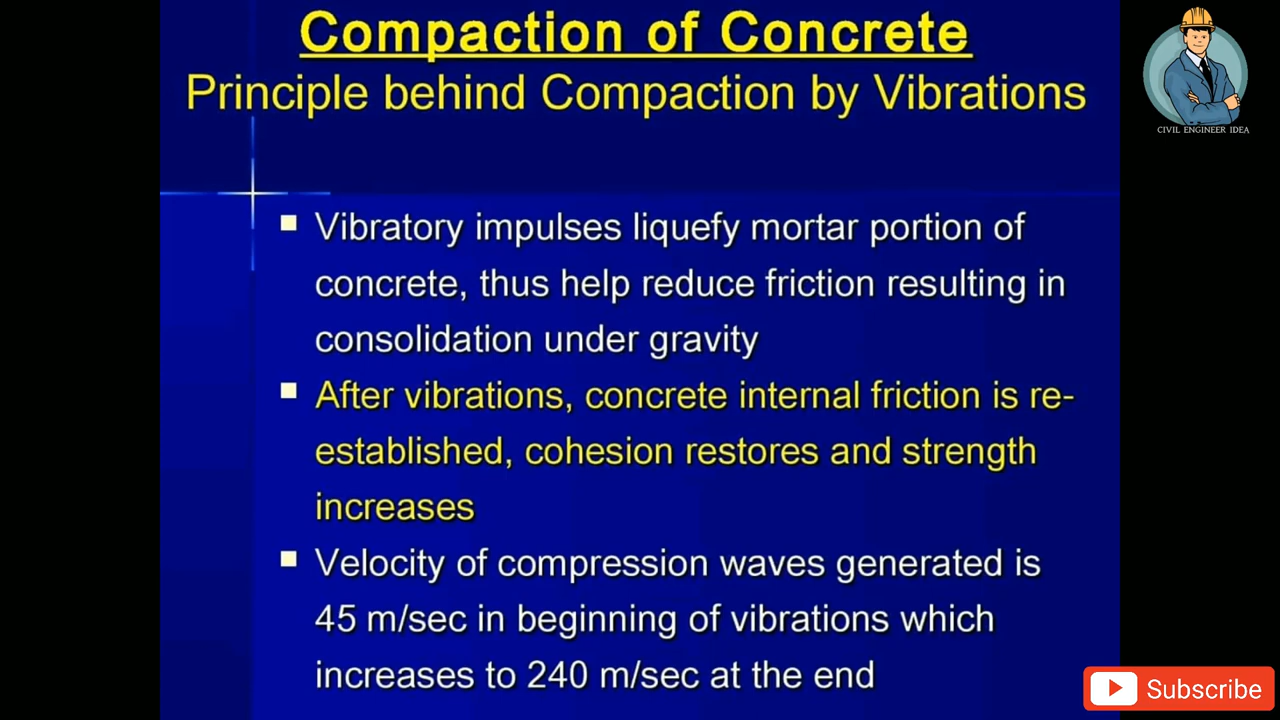 Compaction of Concrete
Principle behind Compaction by Vibrations
CIVIL ENGINEER IDEA
Vibratory impulses liquefy mortar portion of
concrete, thus help reduce friction resulting in
consolidation under gravity
After vibrations, concrete internal friction is re-
established, cohesion restores and strength
increases
Velocity of compression waves generated is
45 m/sec in beginning of vibrations which
increases to 240 m/sec at the end
Subscribe